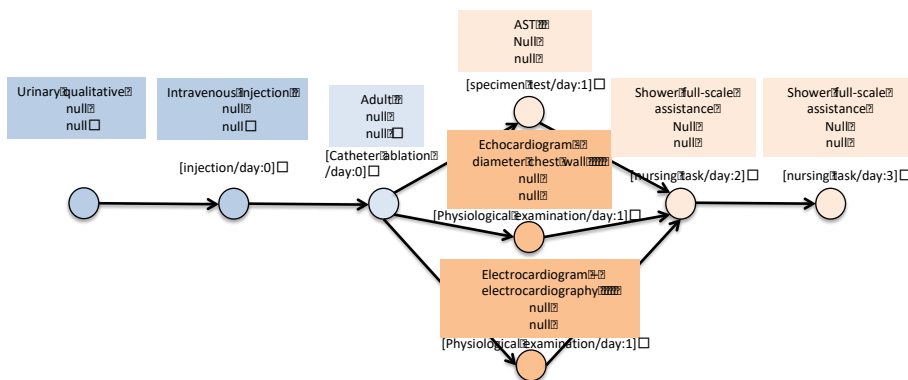 Urinary qualitative
null
null
Intravenous injection
null
null
[injection/day:0]
Adult
null
null
[Catheter ablation
/day:0]
AST
Null
null
[specimen test/day:1]
Echocardiogram –
diameter chest wall
null
null
[Physiological examination/day:1]
Electrocardiogram –
electrocardiography
null
null
[Physiological examination/day:1]
Shower full-scale
assistance
Null
null
[nursing task/day:2]
Shower full-scale
assistance
Null
null
[nursing task/day:3]